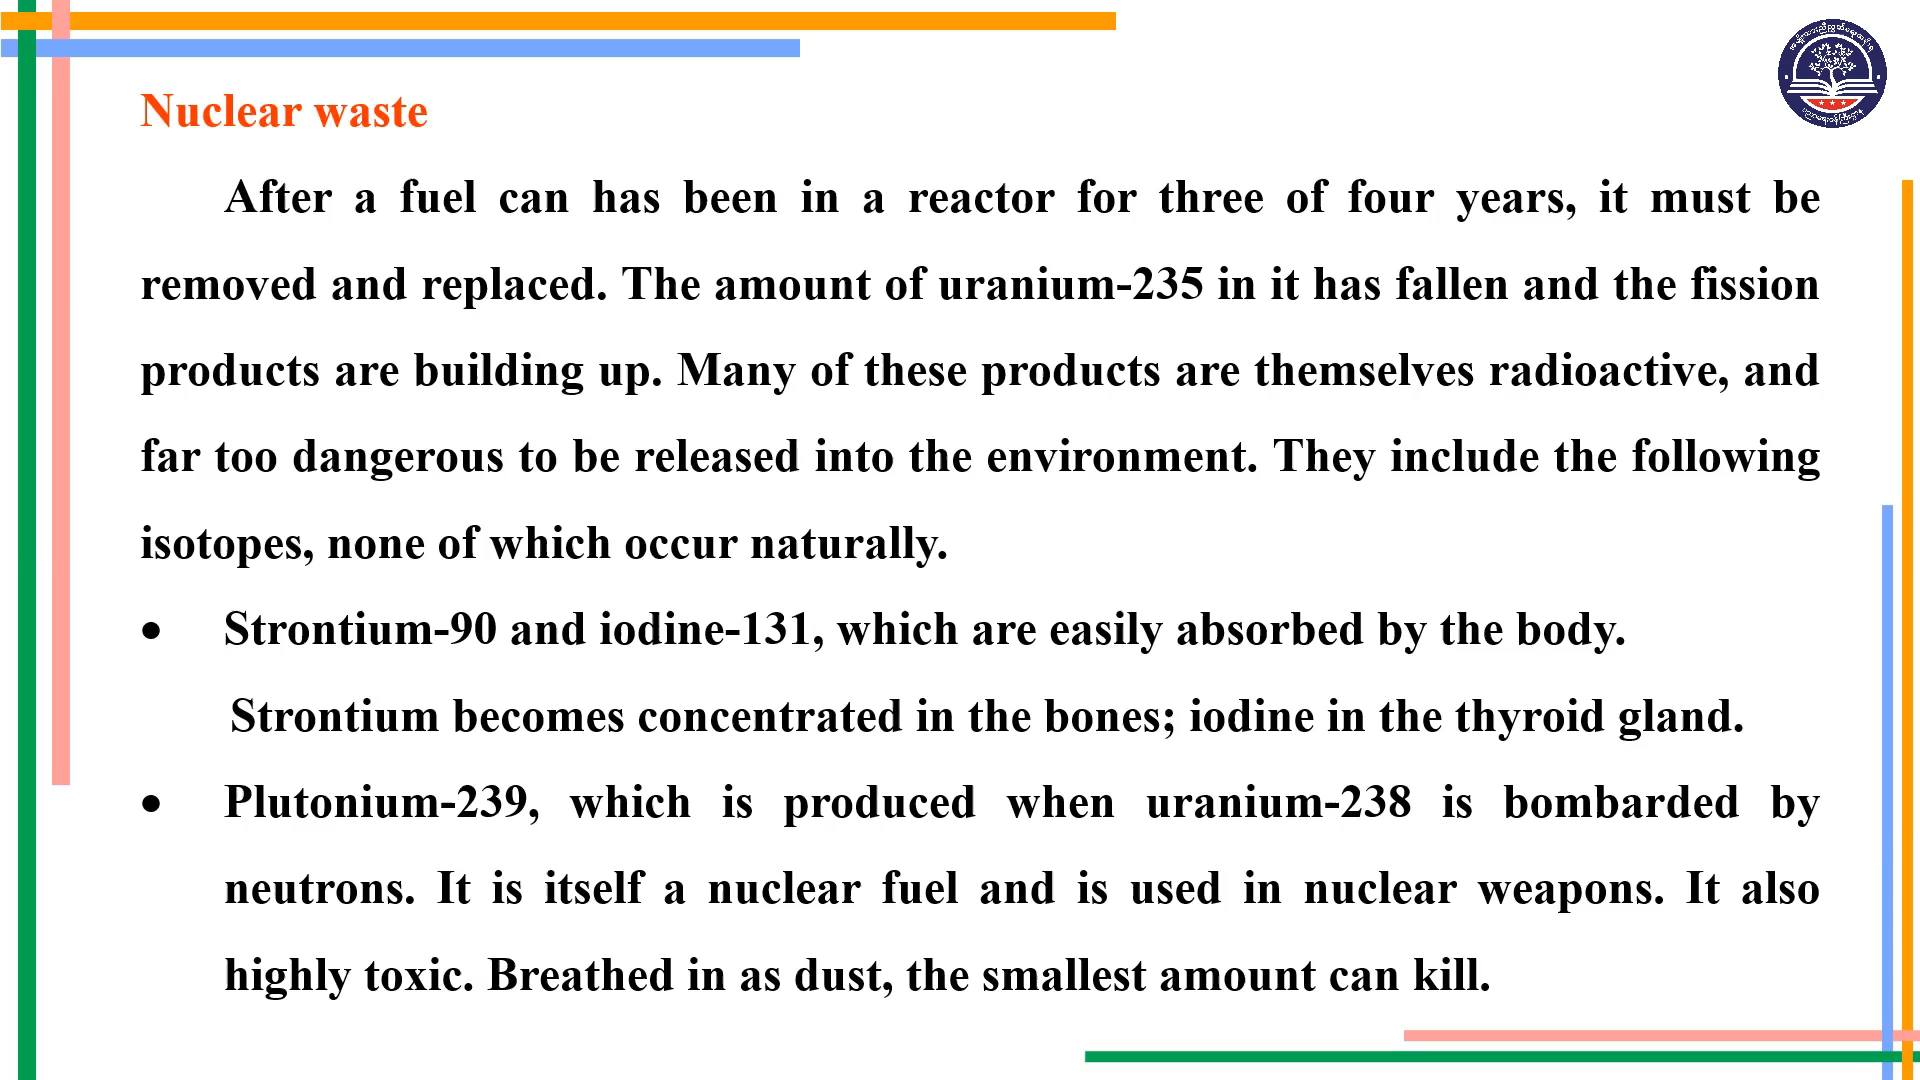 Nuclear waste
After a fuel can has been in a reactor for three of four years, it must be
removed and replaced. The amount of uranium-235 in it has fallen and the fission
products are building up. Many of these products are themselves radioactive, and
far too dangerous to be released into the environment. They include the following
isotopes, none of which occur naturally.
• Strontium-90 and iodine-131, which are easily absorbed by the body.
Strontium becomes concentrated in the bones; iodine in the thyroid gland.
• Plutonium-239, which is produced when uranium-238 is bombarded by
neutrons. It is itself a nuclear fuel and is used in nuclear weapons. It also
highly toxic. Breathed in as dust, the smallest amount can kill.